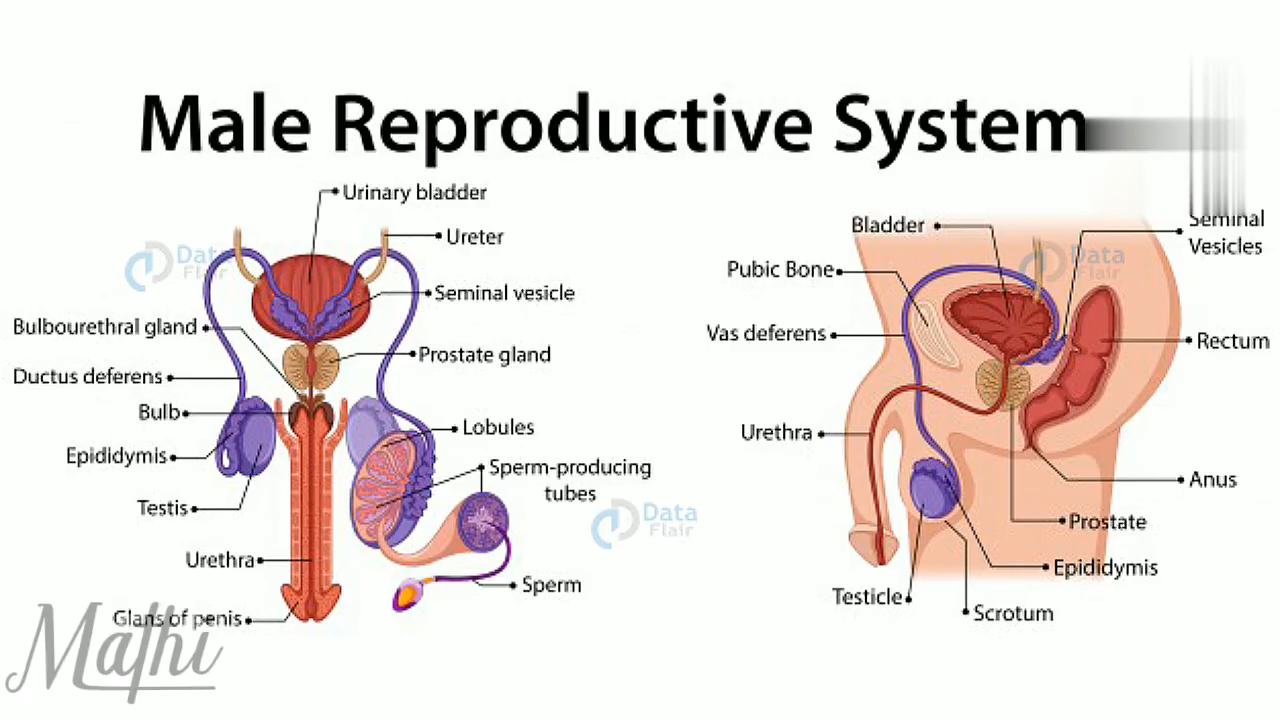 Male Reproductive System
Urinary bladder
Ureter
Seminal vesicle
Bulbourethral gland
Prostate gland
Ductus deferens
Bulb
Lobules
Epididymis
Sperm-producing
tubes
Testis
Urethra
Sperm
Glans of penis
Data
Flair
Data
Flair
Bladder
Seminal
Vesicles
Data
Flair
Pubic Bone
Vas deferens
Rectum
Urethra
Anus
Prostate
Epididymis
Testicle
Scrotum
Mathi